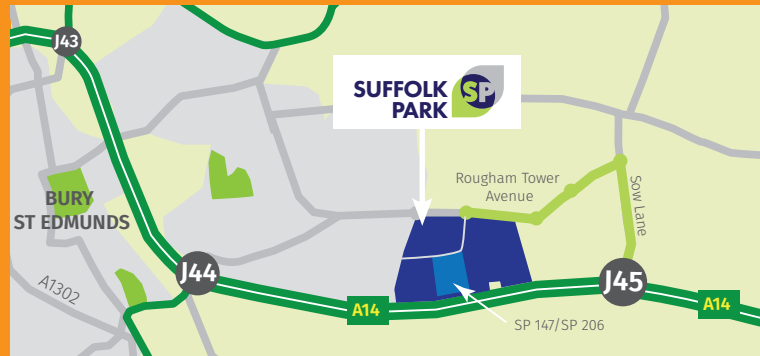 J43
SUFFOLK
PARK
SP
Rougham Tower
Avenue
Sow Lane
BURY
ST EDMUNDS
J44
A1302
J45
A14
A14
SP 147/SP 206